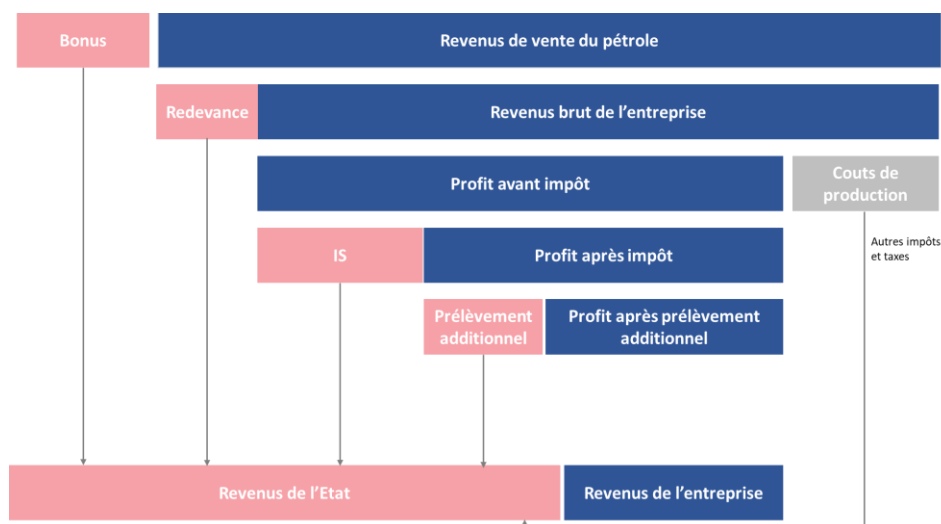 Bonus
Revenus de vente du pétrole
Redevance
Revenus brut de l'entreprise
Profit avant impôt
Couts de
production
Autres impôts
et taxes
IS
Profit après impôt
Prélèvement
additionnel
Profit après prélèvement
additionnel
Revenus de l'Etat
Revenus de l'entreprise